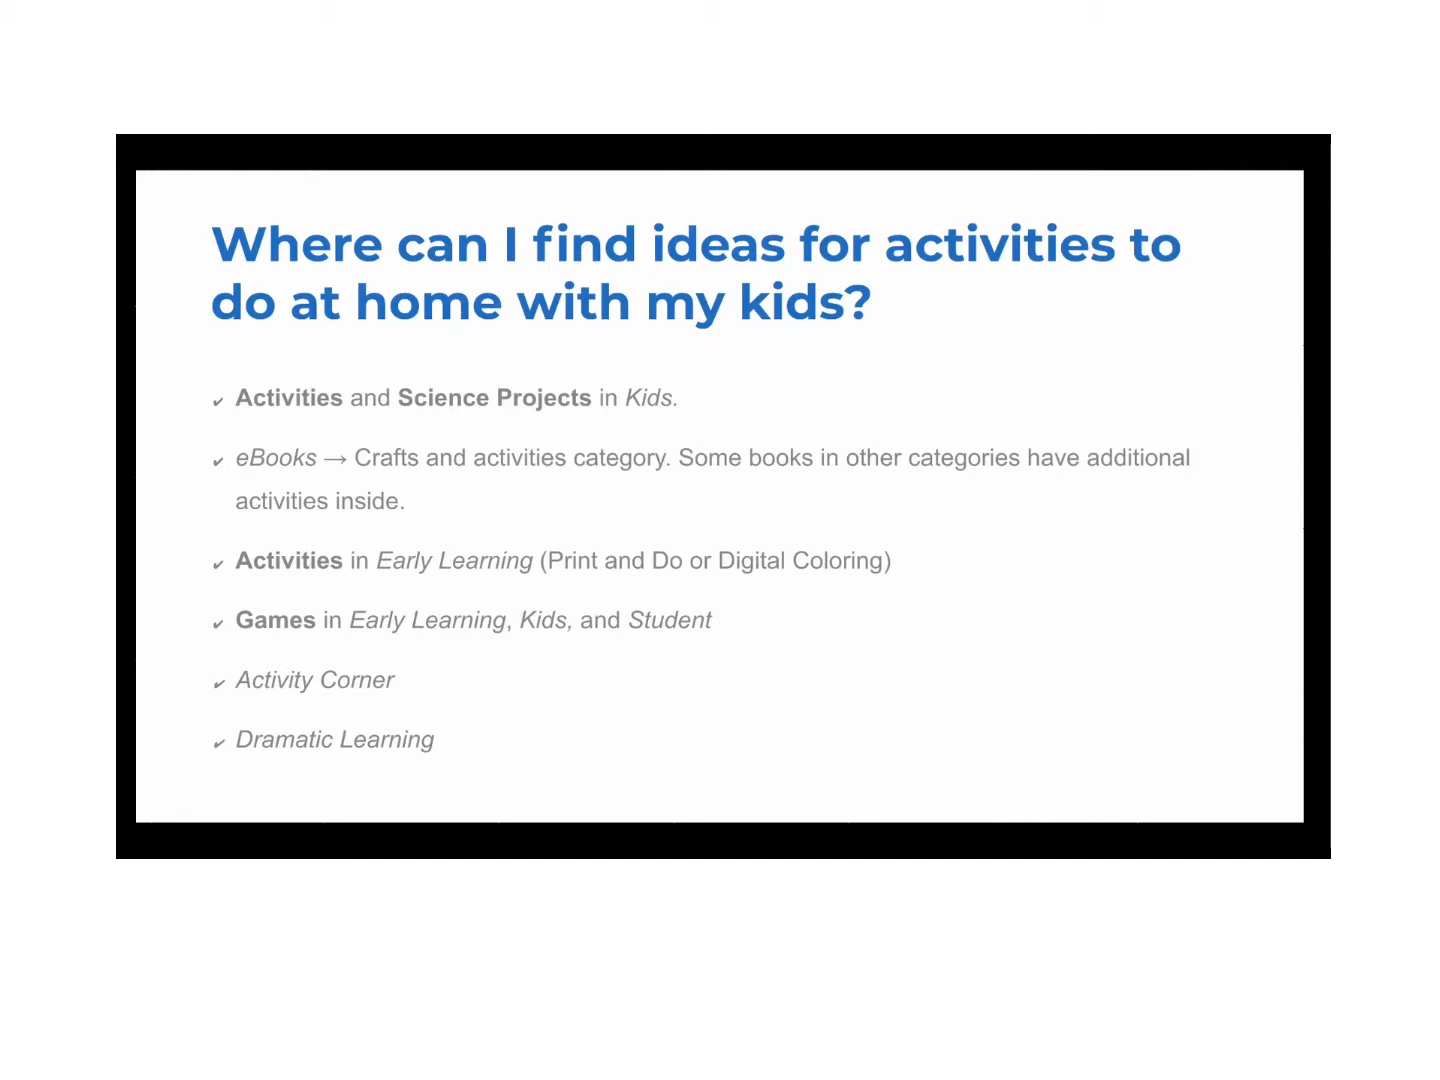 Where can I find ideas for activities to
do at home with my kids?
✔ Activities and Science Projects in Kids.
✔ eBooks → Crafts and activities category. Some books in other categories have additional
activities inside.
✔ Activities in Early Learning (Print and Do or Digital Coloring)
✔ Games in Early Learning, Kids, and Student
✔ Activity Corner
✔ Dramatic Learning